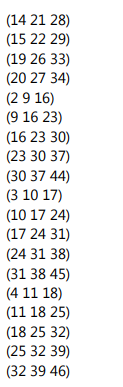 (14 21 28)
(15 22 29)
(19 26 33)
(20 27 34)
(2 9 16)
(9 16 23)
(16 23 30)
(23 30 37)
(30 37 44)
(3 10 17)
(10 17 24)
(17 24 31)
(24 31 38)
(31 38 45)
(4 11 18)
(11 18 25)
(18 25 32)
(25 32 39)
(32 39 46)